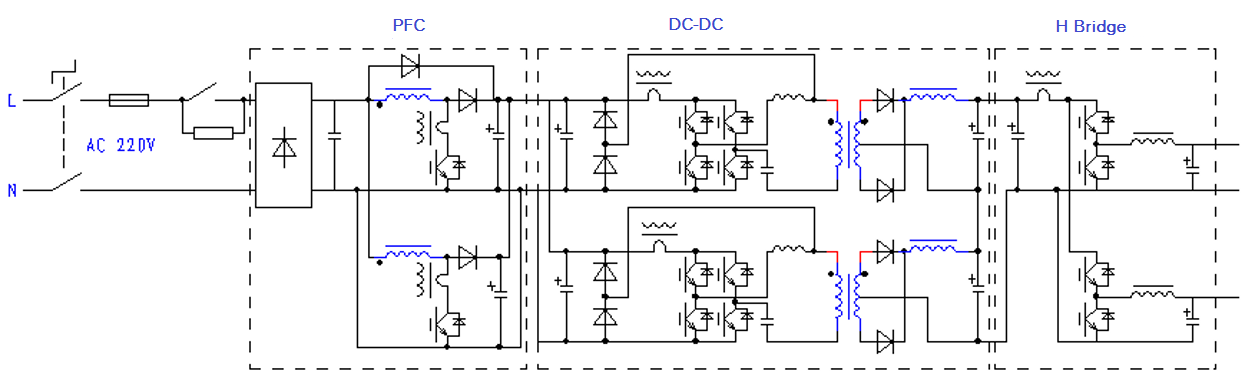 PFC
DC-DC
H Bridge
L
AC 220V
N